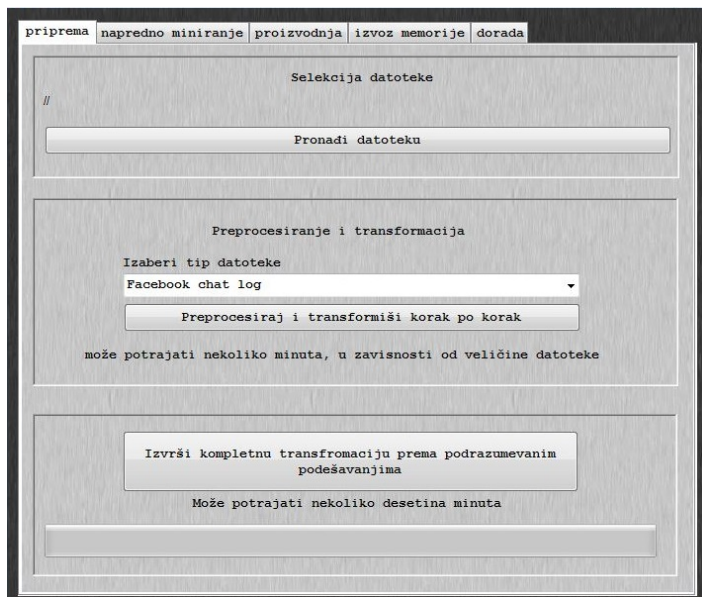 priprema napredno miniranje proizvodnja izvoz memorije dorada
Selekcija datoteke
//
Pronađi datoteku
Preprocesiranje i transformacija
Izaberi tip datoteke
Facebook chat log
Preprocesiraj i transformiši korak po korak
može potrajati nekoliko minuta, u zavisnosti od veličine datoteke
Izvrši kompletnu transfromaciju prema podrazumevanim
podešavanjima
Može potrajati nekoliko desetina minuta